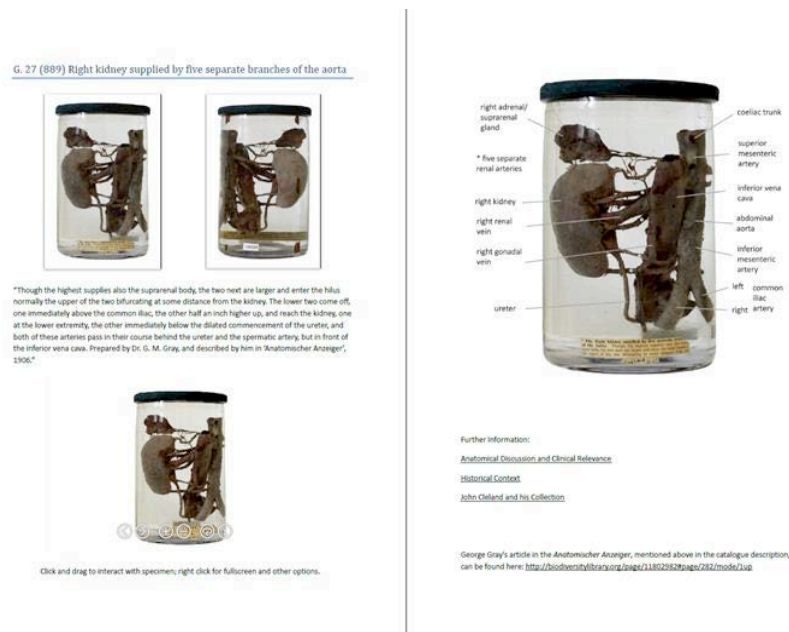 G. 27 (889) Right kidney supplied by five separate branches of the aorta
"Though the highest supplies also the suprarenal body, the two next are larger and enter the hilus
normally the upper of the two bifurcating at some distance from the kidney. The lower two come off,
one immediately above the common iliac, the other half an inch higher up, and reach the kidney, one
at the lower extremity, the other immediately below the dilated commencement of the ureter, and
both of these arteries pass in their course behind the ureter and the spermatic artery, but in front of
the inferior vena cava. Prepared by Dr. G. M. Gray, and described by him in 'Anatomischer Anzeiger',
1906."
Click and drag to interact with specimen; right click for fullscreen and other options.
right adrenal/
suprarenal
gland
* five separate
renal arteries
right kidney
right renal
vein
right gonadal
vein
ureter
coeliac trunk
superior
mesenteric
artery
inferior vena
cava
abdominal
aorta
inferior
mesenteric
artery
left common
iliac
right artery
Further Information:
Anatomical Discussion and Clinical Relevance
Historical Context
John Cleland and his Collection
George Gray's article in the Anatomischer Anzeiger, mentioned above in the catalogue description,
can be found here: http://biodiversitylibrary.org/page/11802982#page/282/mode/1up